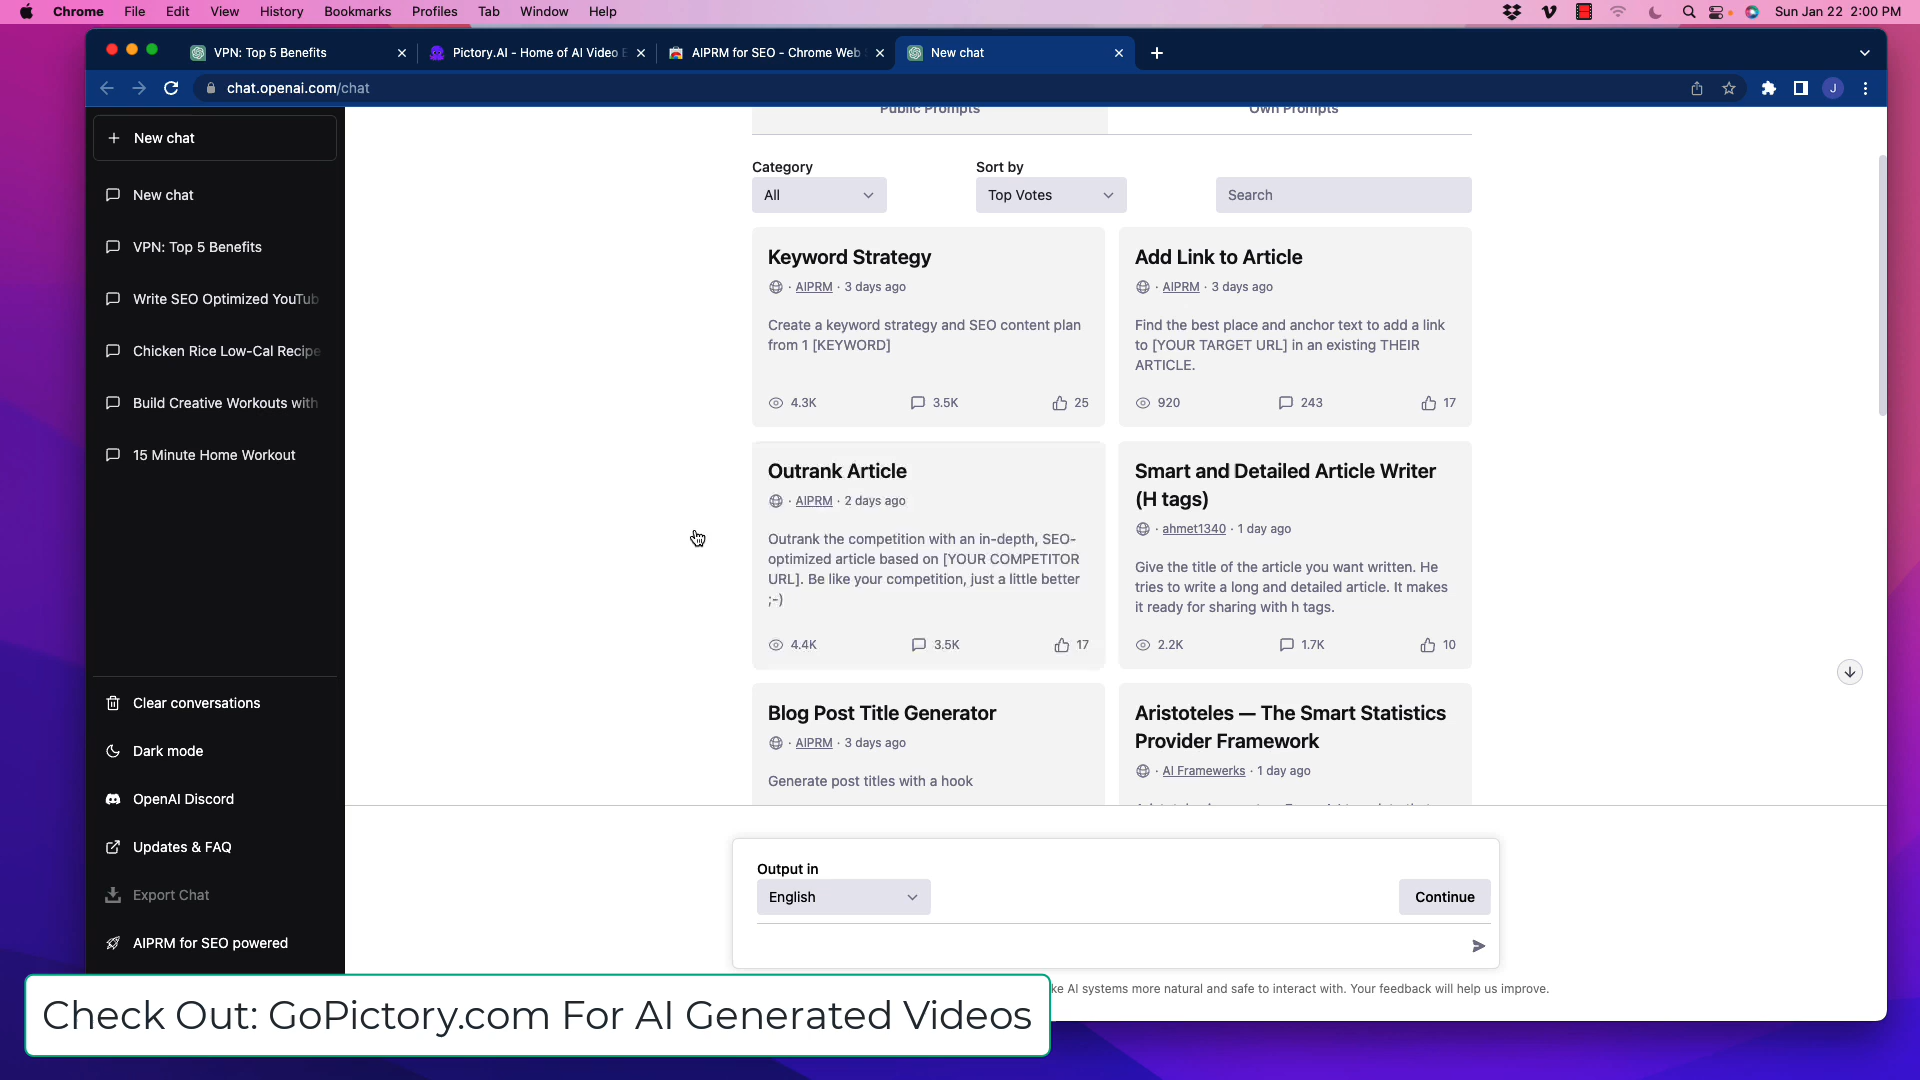 Chrome File Edit View History Bookmarks Profiles Tab Window Help Sun Jan 22 2:00 PM
VPN: Top 5 Benefits Pictory.AI - Home of AI Video AIPRM for SEO - Chrome Web New chat
chat.openai.com/chat J
Public Prompts Own Prompts
New chat
New chat
VPN: Top 5 Benefits
Write SEO Optimized YouTub
Chicken Rice Low-Cal Recipe
Build Creative Workouts with
15 Minute Home Workout
Clear conversations
Dark mode
OpenAI Discord
Updates & FAQ
Export Chat
AIPRM for SEO powered
Category Sort by
All Top Votes Search
Keyword Strategy
· AIPRM · 3 days ago
Create a keyword strategy and SEO content plan
from 1 [KEYWORD]
4.3K 3.5K 25
Add Link to Article
· AIPRM · 3 days ago
Find the best place and anchor text to add a link
to [YOUR TARGET URL] in an existing THEIR
ARTICLE.
920 243 17
Outrank Article
· AIPRM · 2 days ago
Outrank the competition with an in-depth, SEO-
optimized article based on [YOUR COMPETITOR
URL]. Be like your competition, just a little better
;-)
4.4K 3.5K 17
Smart and Detailed Article Writer
(H tags)
· ahmet1340 · 1 day ago
Give the title of the article you want written. He
tries to write a long and detailed article. It makes
it ready for sharing with h tags.
2.2K 1.7K 10
Blog Post Title Generator
· AIPRM · 3 days ago
Generate post titles with a hook
Aristoteles — The Smart Statistics
Provider Framework
· AI Framewerks · 1 day ago
Output in
English Continue
ke AI systems more natural and safe to interact with. Your feedback will help us improve.
Check Out: GoPictory.com For AI Generated Videos